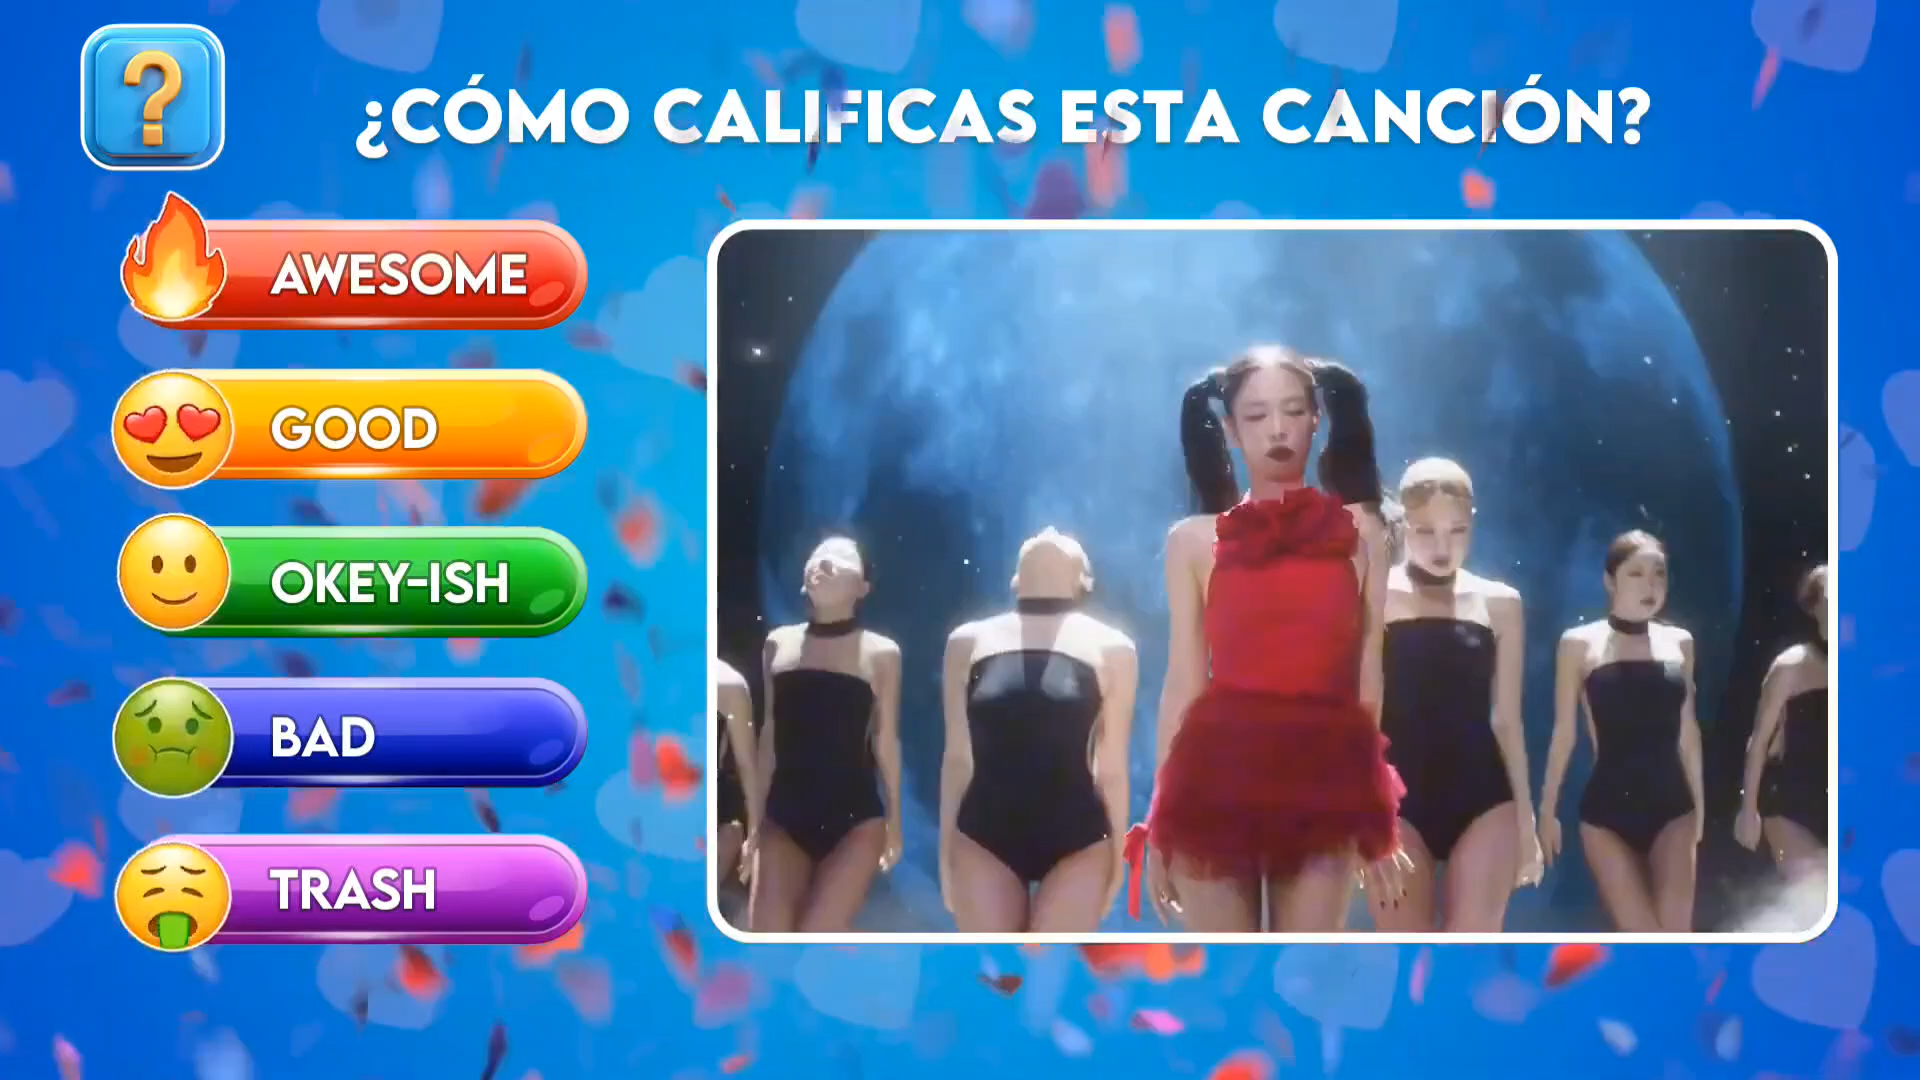 ¿CÓMO CALIFICAS ESTA CANCIÓN?
AWESOME
GOOD
OKEY-ISH
BAD
TRASH